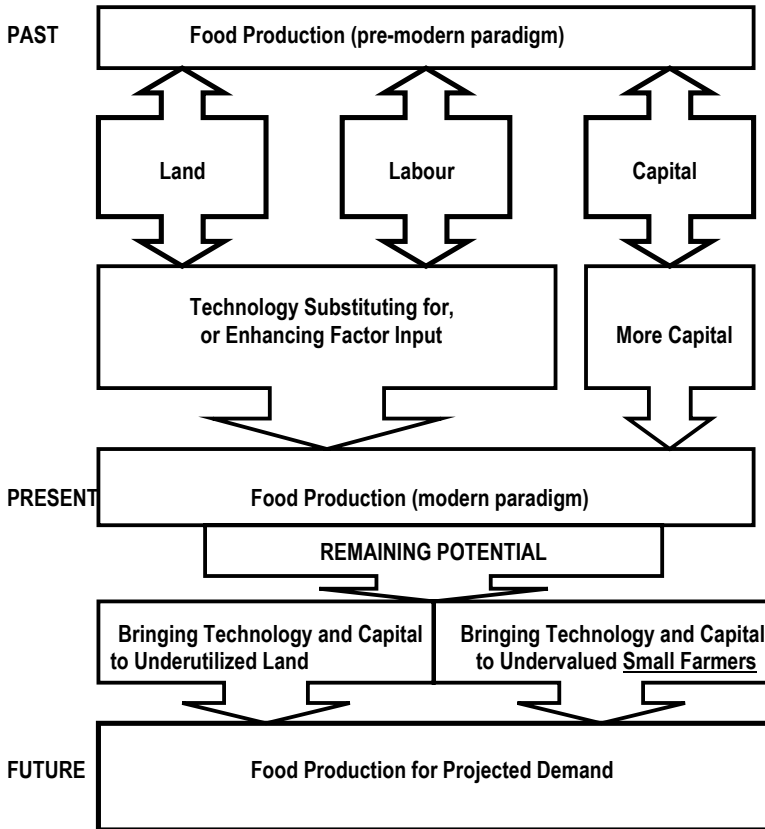 PAST
Food Production (pre-modern paradigm)
Land
Labour
Capital
Technology Substituting for,
or Enhancing Factor Input
More Capital
PRESENT
Food Production (modern paradigm)
REMAINING POTENTIAL
Bringing Technology and Capital
to Underutilized Land
Bringing Technology and Capital
to Undervalued Small Farmers
FUTURE
Food Production for Projected Demand